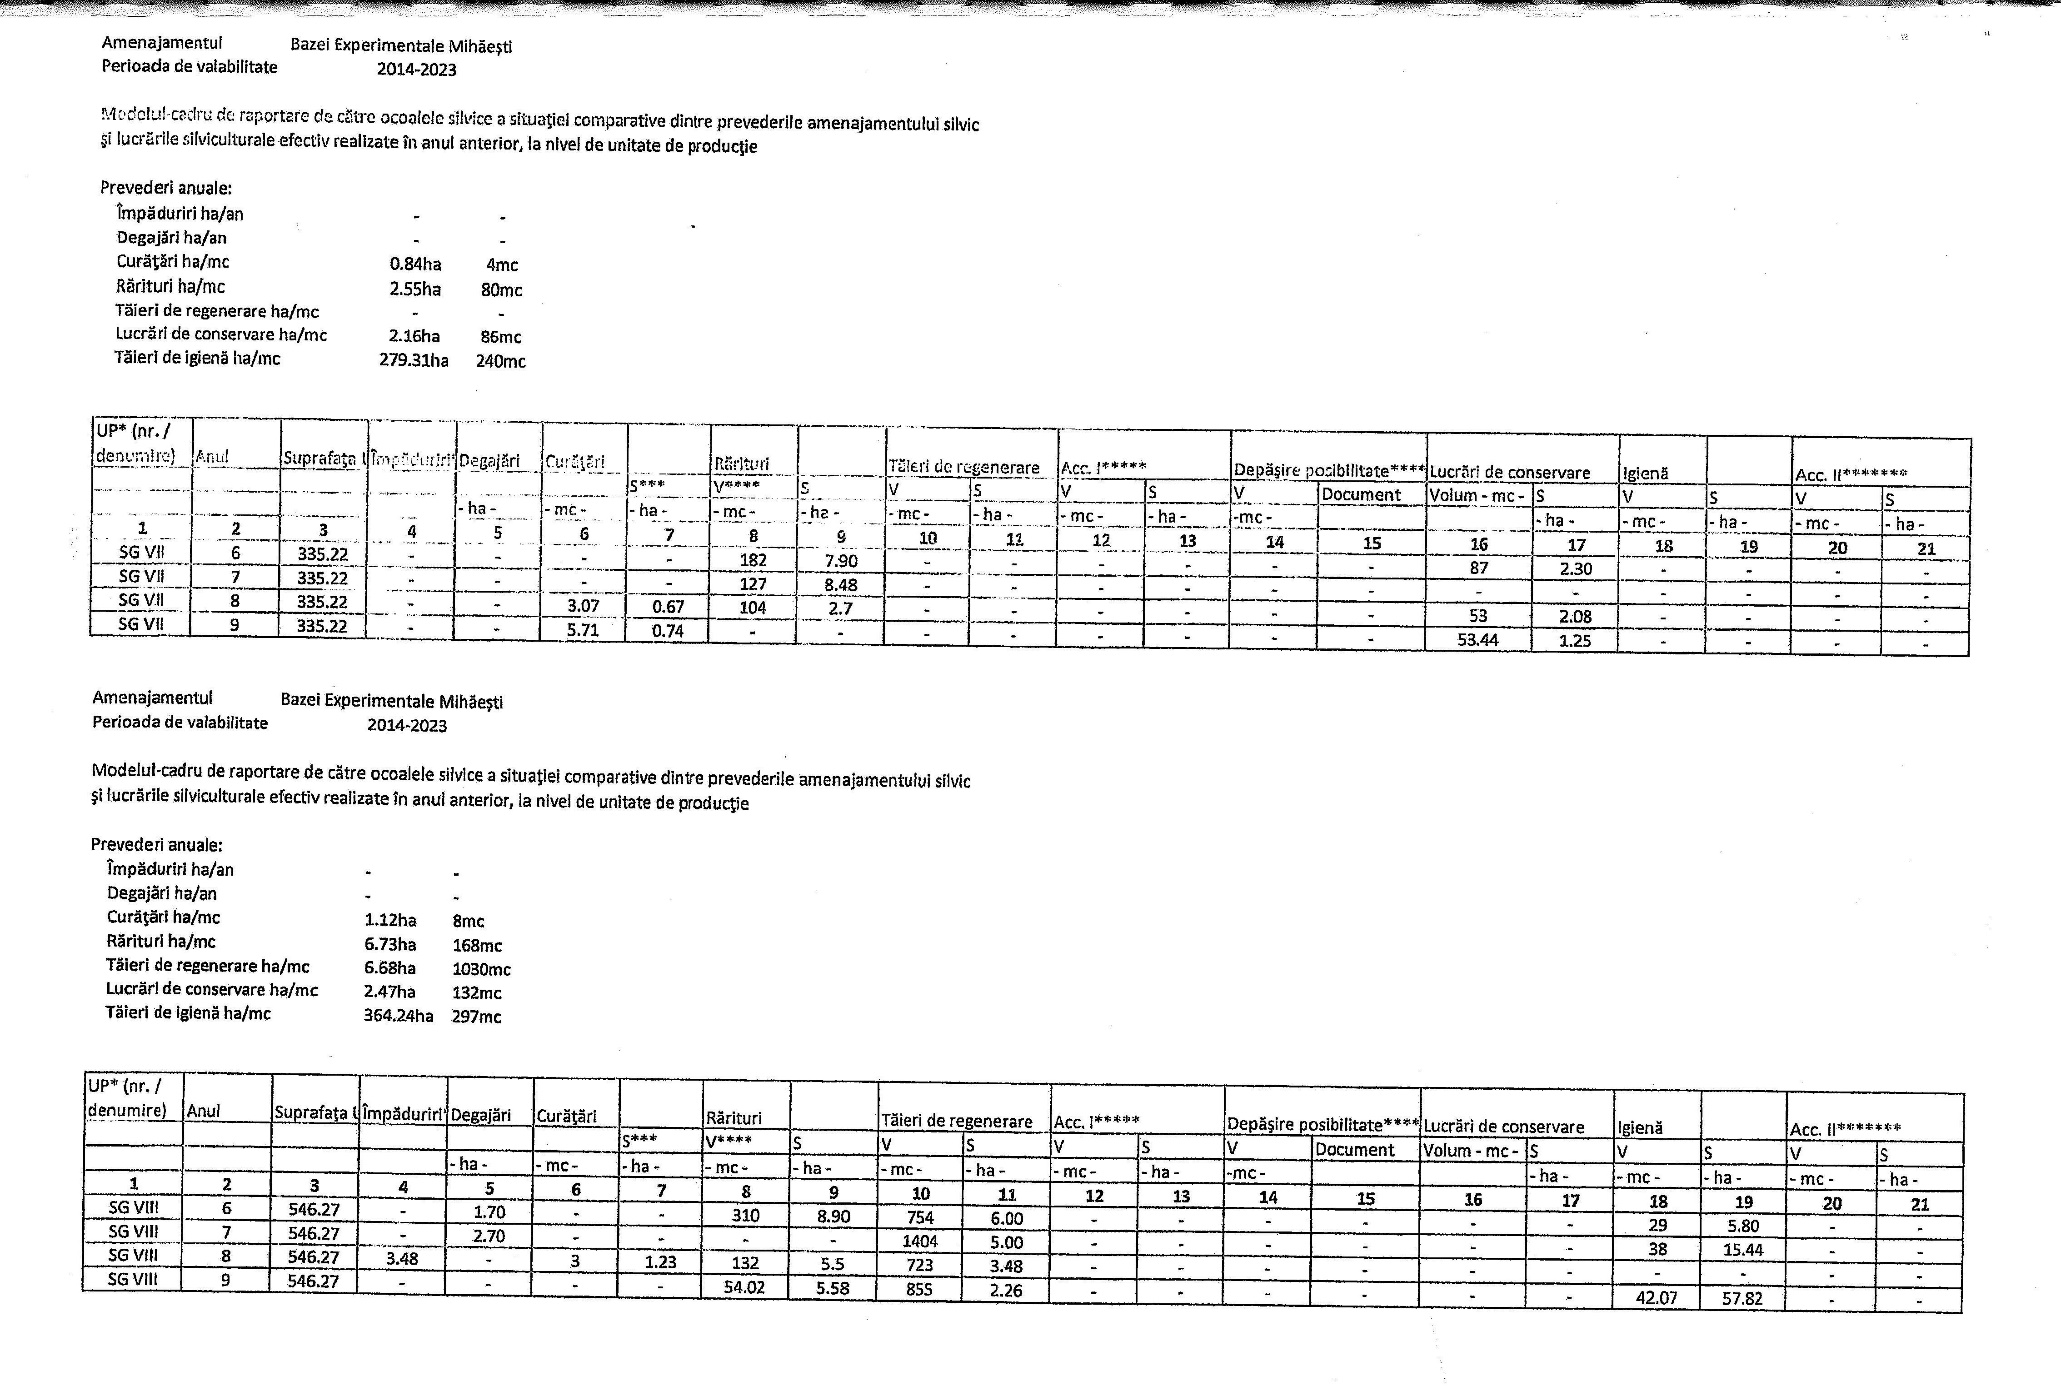 Amenajamentul Bazei Experimentale Mihăești
Perioada de valabilitate 2014-2023
Modelul-cadru de raportare de către ocoalele silvice a situației comparative dintre prevederile amenajamentului silvic
și lucrările silviculturale efectiv realizate în anul anterior, la nivel de unitate de producție
Prevederi anuale:
Împăduriri ha/an - -
Degajări ha/an - -
Curățări ha/mc 0.84ha 4mc
Rărituri ha/mc 2.55ha 80mc
Tăieri de regenerare ha/mc - -
Lucrări de conservare ha/mc 2.16ha 86mc
Tăieri de igienă ha/mc 279.31ha 240mc
UP* (nr. /
denumire) Anul Suprafața Împăduriri* Degajări Curățări Rărituri Tăieri de regenerare Acc. I***** Depășire posibilitate**** Lucrări de conservare Igienă Acc. II*******
S*** V**** S V S V S V Document Volum - mc - S V S V S
- ha - - mc - - ha - - mc - - ha - - mc - - ha - - mc - - ha - -mc - - ha - - mc - - ha - - mc - - ha -
1 2 3 4 5 6 7 8 9 10 11 12 13 14 15 16 17 18 19 20 21
SG VII 6 335.22 - - - - 182 7.90 - - - - - - 87 2.30 - - - -
SG VII 7 335.22 - - - - 127 8.48 - - - - - - - - - - - -
SG VII 8 335.22 - - 3.07 0.67 104 2.7 - - - - - - 53 2.08 - - - -
SG VII 9 335.22 - - 5.71 0.74 - - - - - - - - 53.44 1.25 - - - -
Amenajamentul Bazei Experimentale Mihăești
Perioada de valabilitate 2014-2023
Modelul-cadru de raportare de către ocoalele silvice a situației comparative dintre prevederile amenajamentului silvic
și lucrările silviculturale efectiv realizate în anul anterior, la nivel de unitate de producție
Prevederi anuale:
Împăduriri ha/an - -
Degajări ha/an - -
Curățări ha/mc 1.12ha 8mc
Rărituri ha/mc 6.73ha 168mc
Tăieri de regenerare ha/mc 6.68ha 1030mc
Lucrări de conservare ha/mc 2.47ha 132mc
Tăieri de igienă ha/mc 364.24ha 297mc
UP* (nr. /
denumire) Anul Suprafața Împăduriri* Degajări Curățări Rărituri Tăieri de regenerare Acc. I***** Depășire posibilitate**** Lucrări de conservare Igienă Acc. II*******
S*** V**** S V S V S V Document Volum - mc - S V S V S
- ha - - mc - - ha - - mc - - ha - - mc - - ha - - mc - - ha - -mc - - ha - - mc - - ha - - mc - - ha -
1 2 3 4 5 6 7 8 9 10 11 12 13 14 15 16 17 18 19 20 21
SG VIII 6 546.27 - 1.70 - - 310 8.90 754 6.00 - - - - - - 29 5.80 - -
SG VIII 7 546.27 - 2.70 - - - - 1404 5.00 - - - - - - 38 15.44 - -
SG VIII 8 546.27 3.48 - 3 1.23 132 5.5 723 3.48 - - - - - - - - - -
SG VIII 9 546.27 - - - - 54.02 5.58 855 2.26 - - - - - - 42.07 57.82 - -